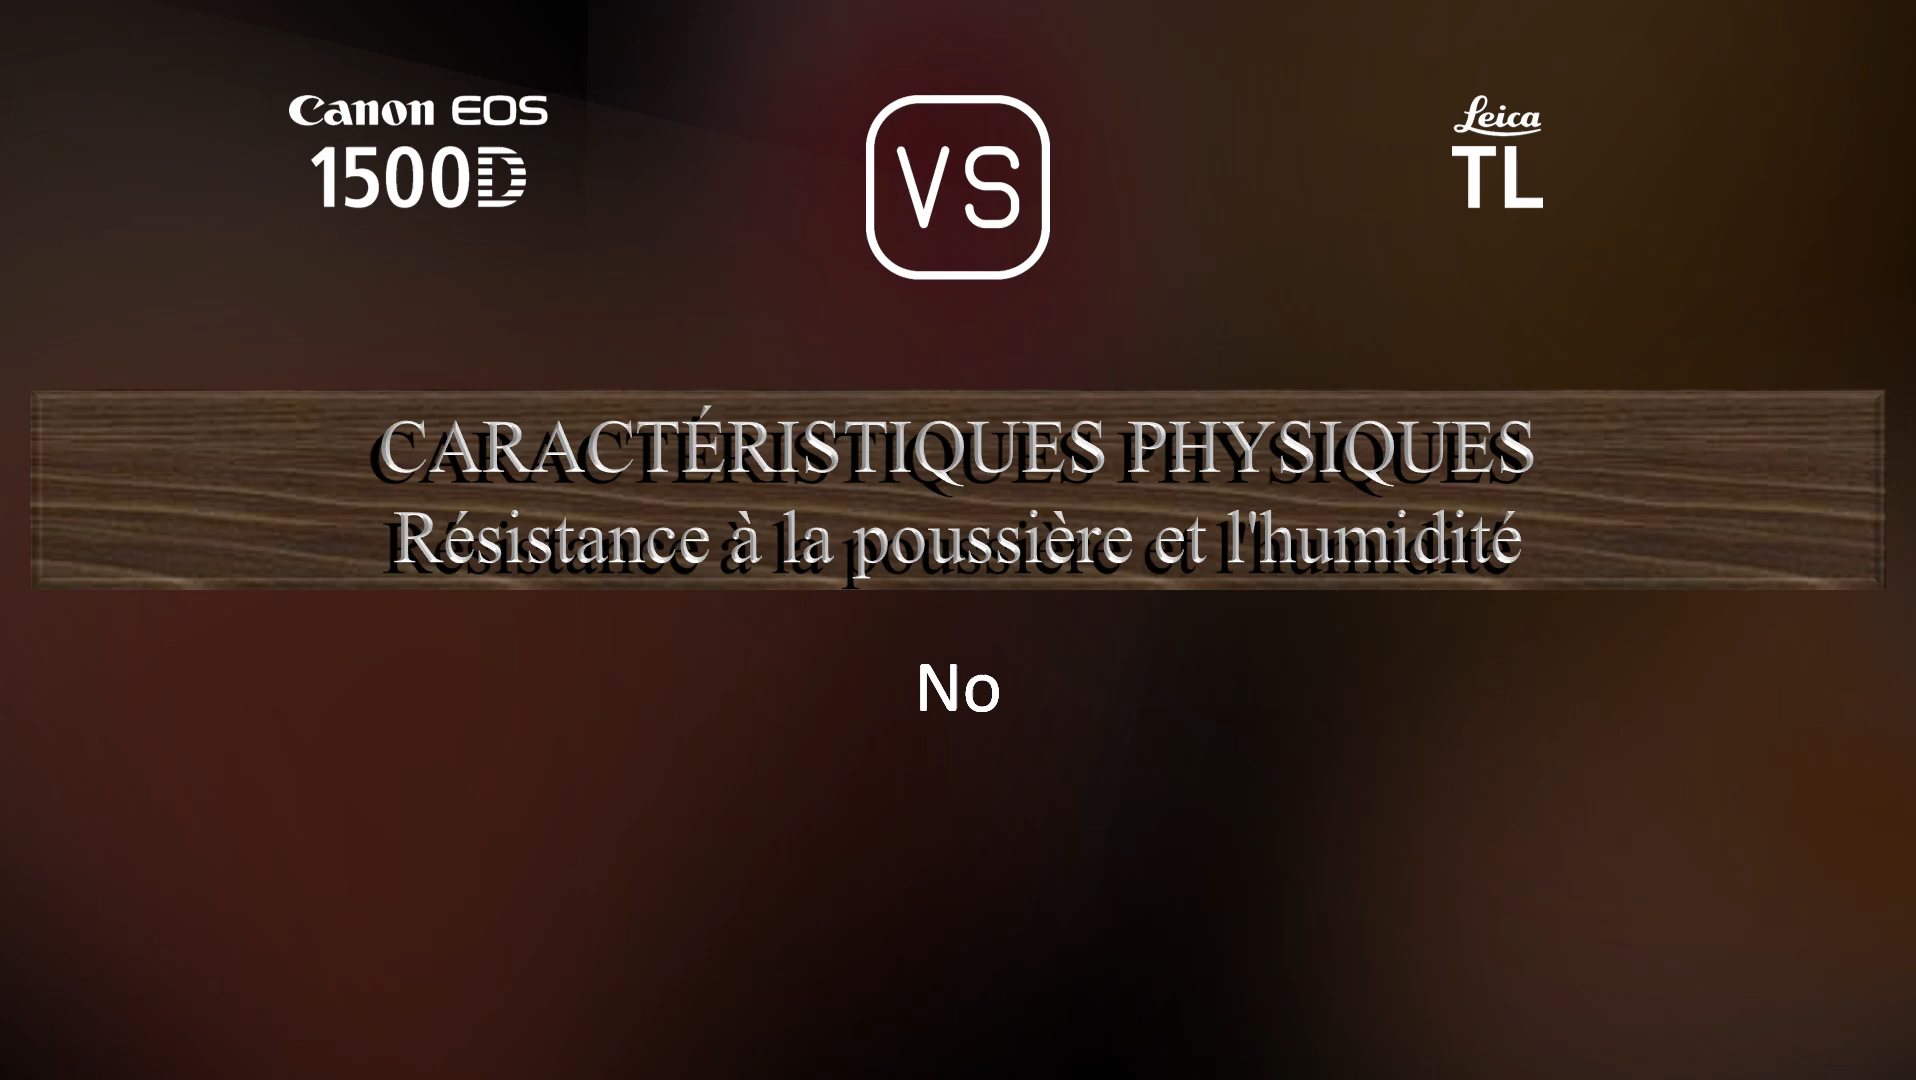 Canon EOS
1500D
VS
Leica
TL
CARACTÉRISTIQUES PHYSIQUES
Résistance à la poussière et l'humidité
No